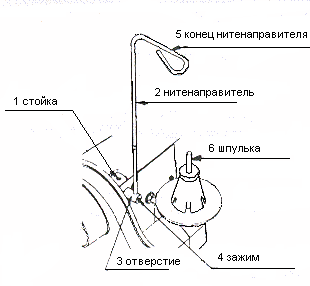 5 конец нитенаправителя
2 нитенаправитель
1 стойка
6 шпулька
3 отверстие
4 зажим